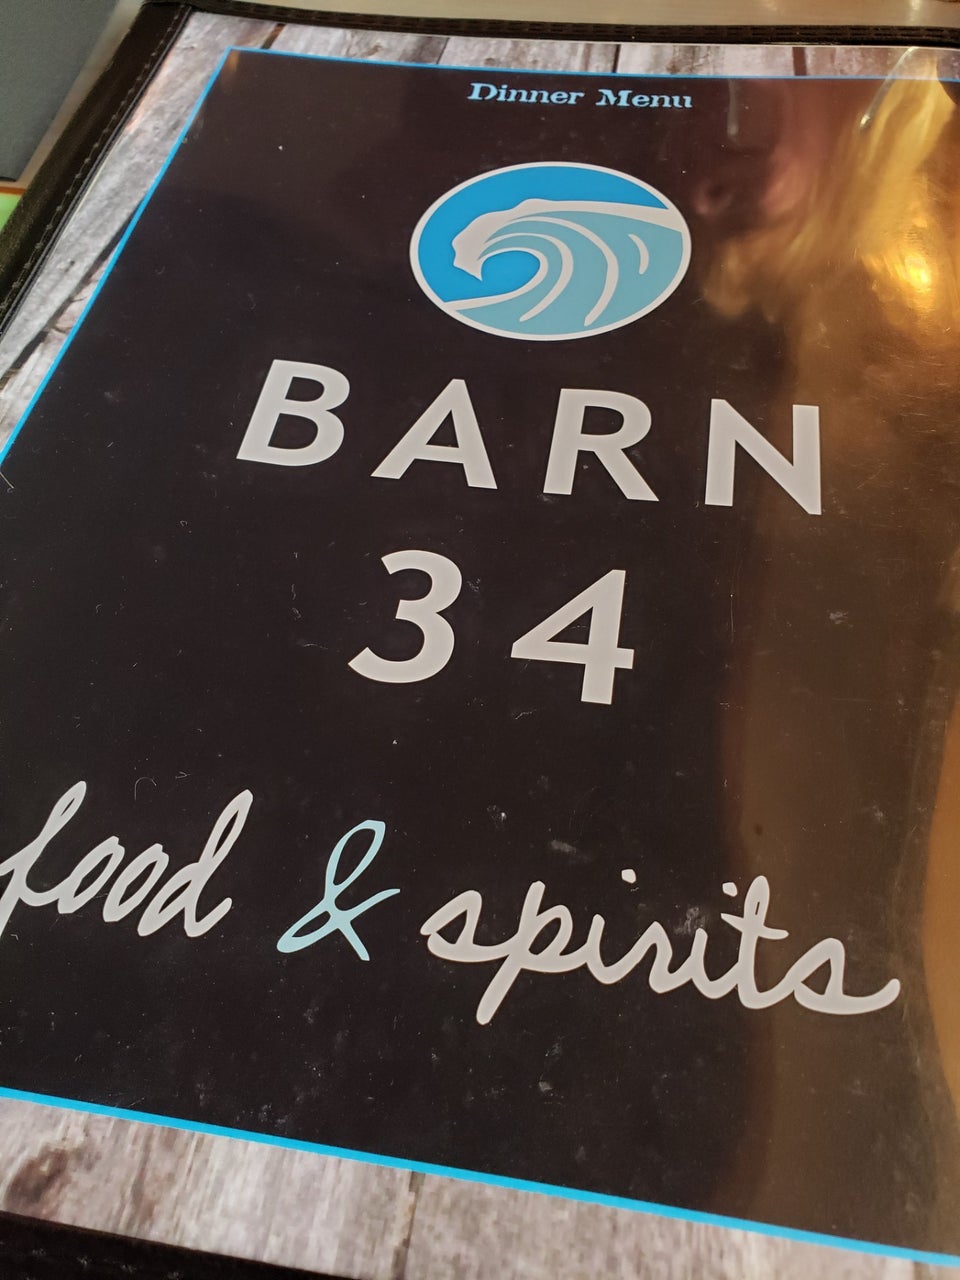 Dinner Menu
BARN
34
food & spirits